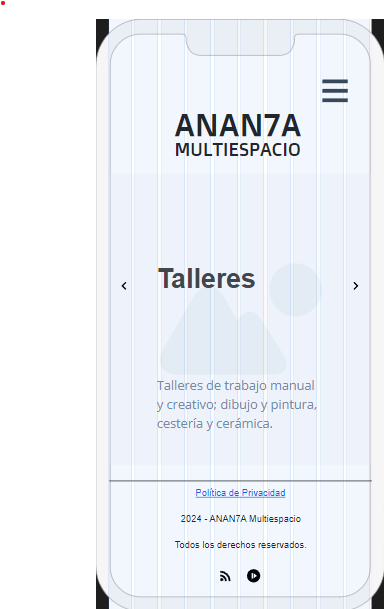 ANAN7A
MULTIESPACIO
Talleres
Talleres de trabajo manual
y creativo; dibujo y pintura,
cestería y cerámica.
Política de Privacidad
2024 - ANAN7A Multiespacio
Todos los derechos reservados.